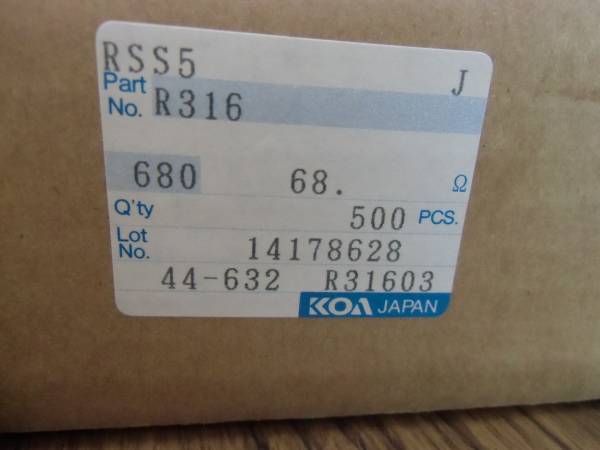 RSS5 J
Part No. R316
680 68. Ω
Q'ty 500 PCS.
Lot No. 14178628
44-632 R31603
KOA JAPAN